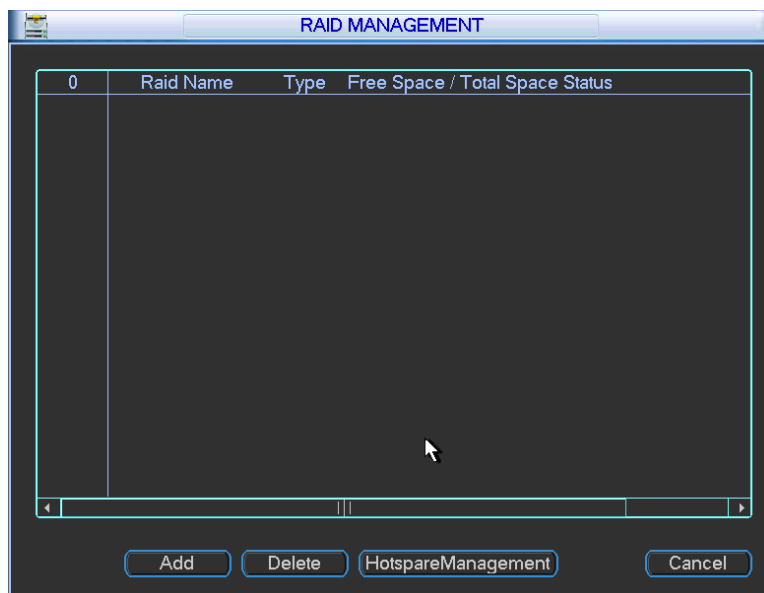 RAID MANAGEMENT
0 Raid Name Type Free Space / Total Space Status
Add Delete HotspareManagement Cancel